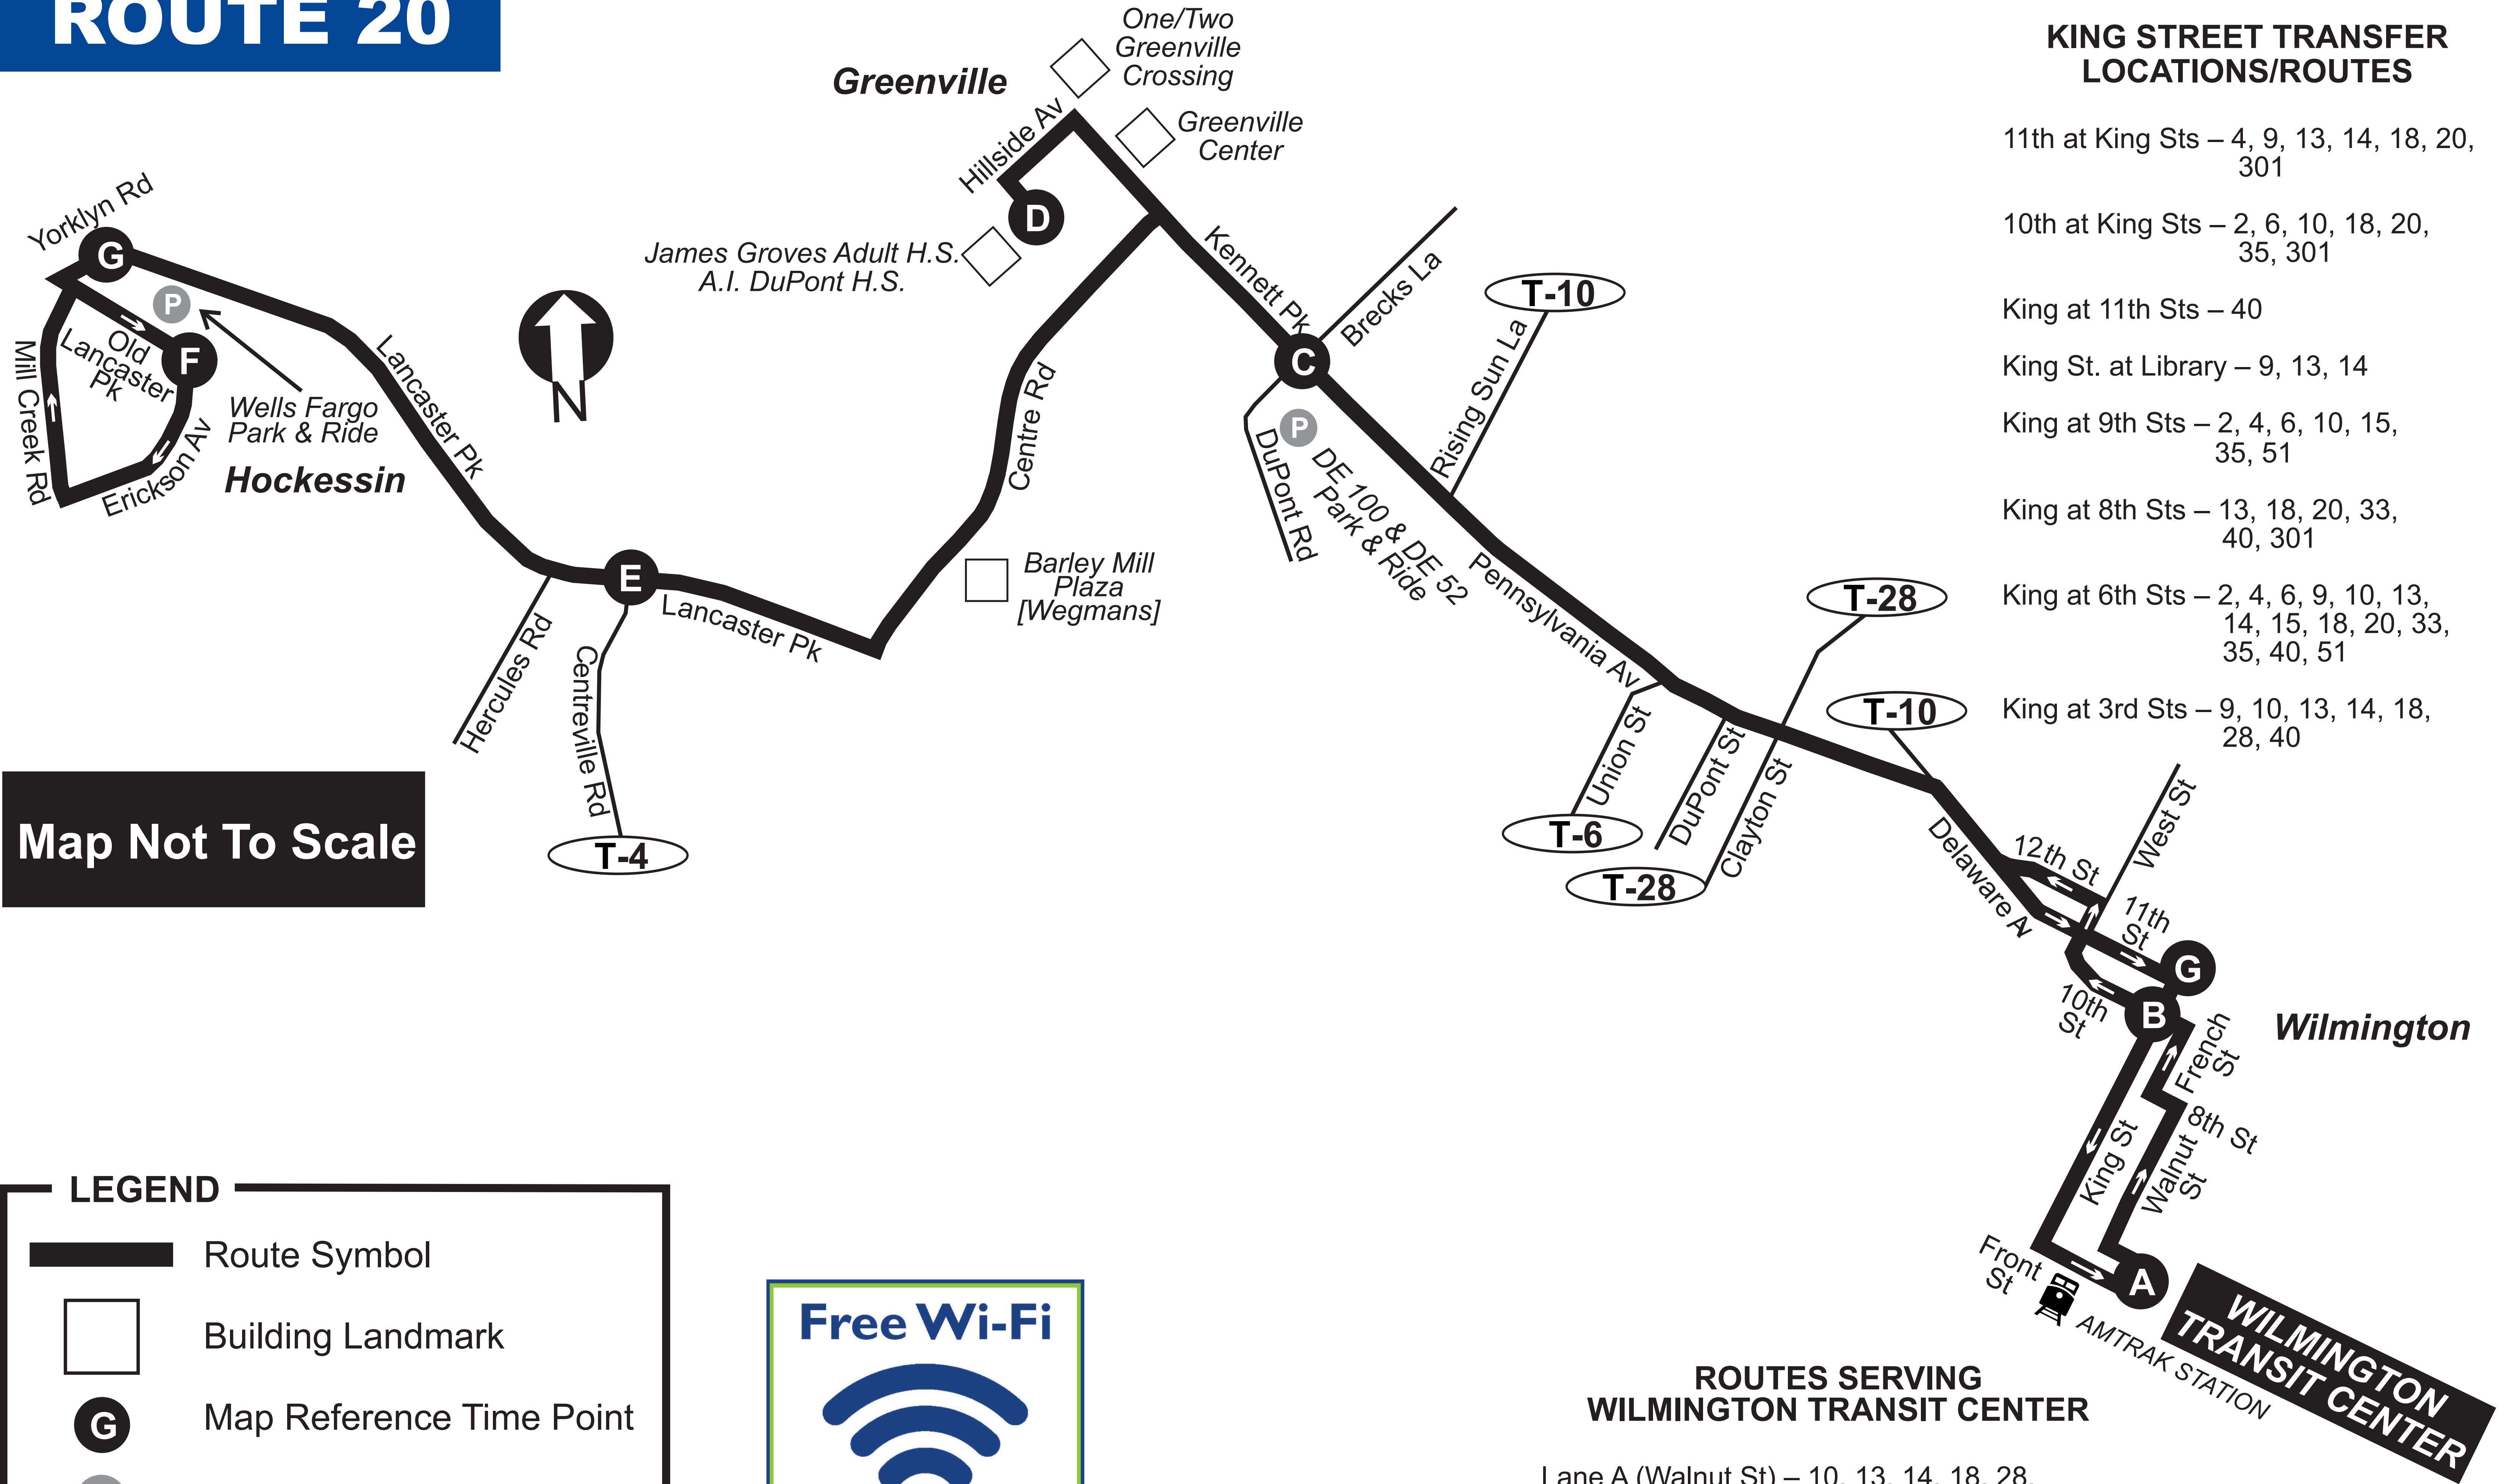 ROUTE 20
One/Two
Greenville
Crossing
Greenville
Greenville
Center
Hillside Av
D
James Groves Adult H.S.
A.I. DuPont H.S.
Yorklyn Rd
G
P
Old
Lancaster
Pk
F
Mill Creek Rd
Erickson Av
Wells Fargo
Park & Ride
Hockessin
Lancaster Pk
N
Kennett Pk
Brecks La
C
P
DE 100 & DE 52
Park & Ride
DuPont Rd
T-10
Rising Sun La
Centre Rd
Barley Mill
Plaza
[Wegmans]
E
Lancaster Pk
Hercules Rd
Centreville Rd
T-4
Pennsylvania Av
T-28
T-10
Union St
T-6
DuPont St
Clayton St
T-28
Delaware Av
12th St
West St
11th
St
G
10th
St
B
Wilmington
French
St
8th St
King St
Walnut
St
Front
St
A
AMTRAK STATION
WILMINGTON
TRANSIT CENTER
KING STREET TRANSFER
LOCATIONS/ROUTES
11th at King Sts – 4, 9, 13, 14, 18, 20,
301
10th at King Sts – 2, 6, 10, 18, 20,
35, 301
King at 11th Sts – 40
King St. at Library – 9, 13, 14
King at 9th Sts – 2, 4, 6, 10, 15,
35, 51
King at 8th Sts – 13, 18, 20, 33,
40, 301
King at 6th Sts – 2, 4, 6, 9, 10, 13,
14, 15, 18, 20, 33,
35, 40, 51
King at 3rd Sts – 9, 10, 13, 14, 18,
28, 40
Map Not To Scale
LEGEND
Route Symbol
Building Landmark
G Map Reference Time Point
Free Wi-Fi
ROUTES SERVING
WILMINGTON TRANSIT CENTER
Lane A (Walnut St) – 10, 13, 14, 18, 28,